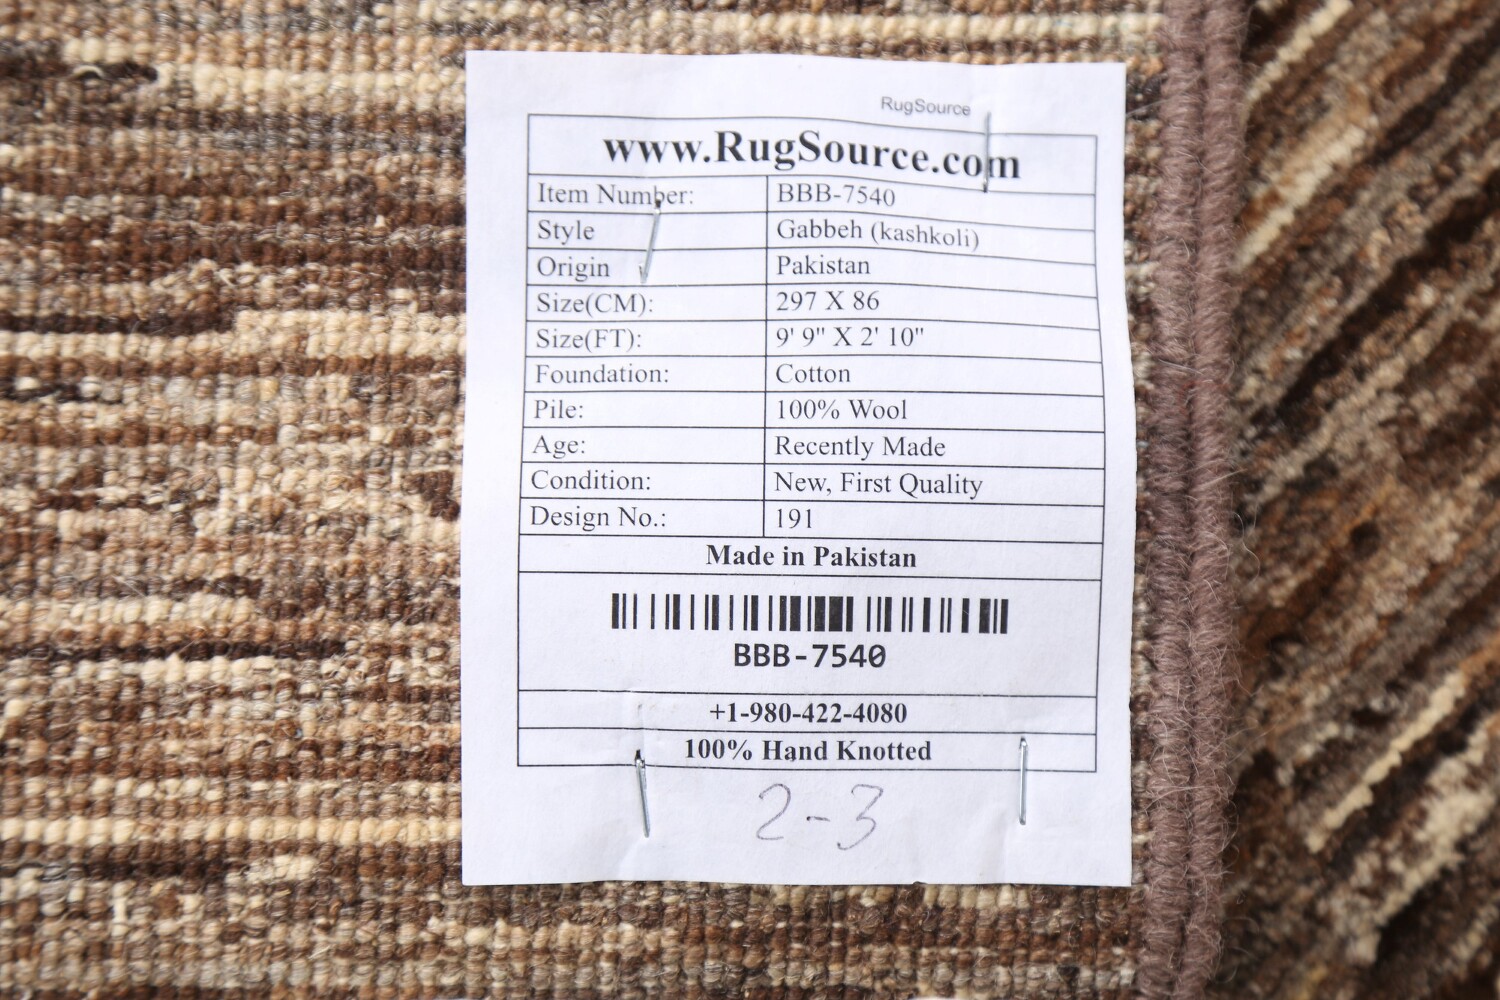 RugSource
www.RugSource.com
Item Number: BBB-7540
Style Gabbeh (kashkoli)
Origin Pakistan
Size(CM): 297 X 86
Size(FT): 9' 9" X 2' 10"
Foundation: Cotton
Pile: 100% Wool
Age: Recently Made
Condition: New, First Quality
Design No.: 191
Made in Pakistan
BBB-7540
+1-980-422-4080
100% Hand Knotted
2-3